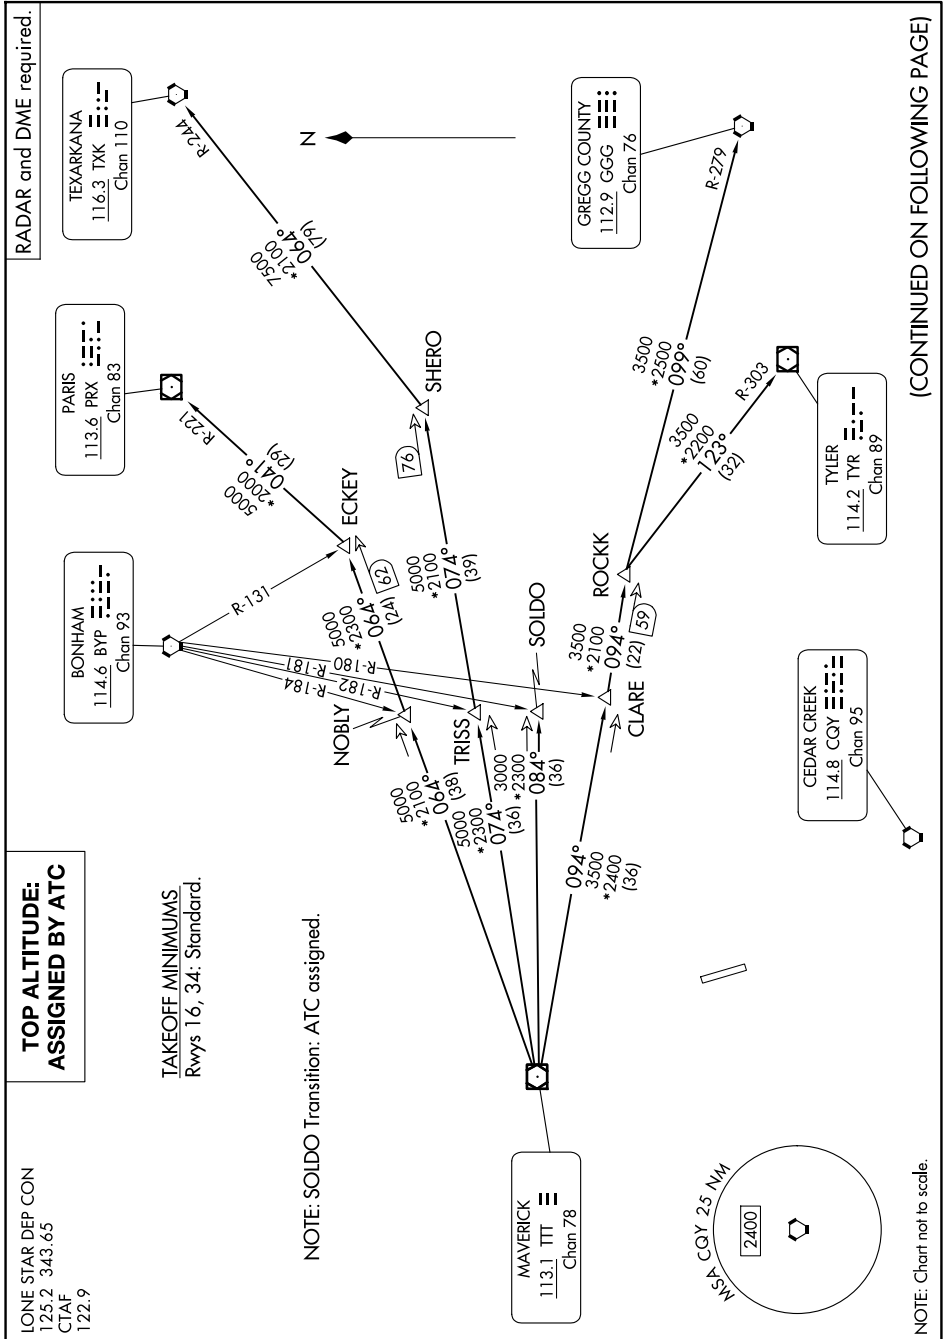 LONE STAR DEP CON
125.2 343.65
CTAF
122.9
TOP ALTITUDE:
ASSIGNED BY ATC
RADAR and DME required.
TAKEOFF MINIMUMS
Rwys 16, 34: Standard.
NOTE: SOLDO Transition: ATC assigned.
BONHAM
114.6 BYP
Chan 93
PARIS
113.6 PRX
Chan 83
TEXARKANA
116.3 TXK
Chan 110
R-244
7500
*2100
064°
(79)
N
R-221
5000
*2000
041°
(29)
R-131
R-184
R-181
R-182
R-180
ECKEY
62
5000
*2300
064°
(24)
NOBLY
5000
*2100
064°
(38)
SHERO
76
5000
*2100
074°
(39)
TRISS
5000
*2300
074°
(36)
SOLDO
3000
*2300
084°
(36)
ROCKK
59
3500
*2100
094°
(22)
CLARE
094°
3500
*2400
(36)
3500
*2500
099°
(60)
R-279
3500
*2200
123°
(32)
R-303
GREGG COUNTY
112.9 GGG
Chan 76
TYLER
114.2 TYR
Chan 89
CEDAR CREEK
114.8 CQY
Chan 95
MAVERICK
113.1 TTT
Chan 78
MSA CQY 25 NM
2400
NOTE: Chart not to scale.
(CONTINUED ON FOLLOWING PAGE)